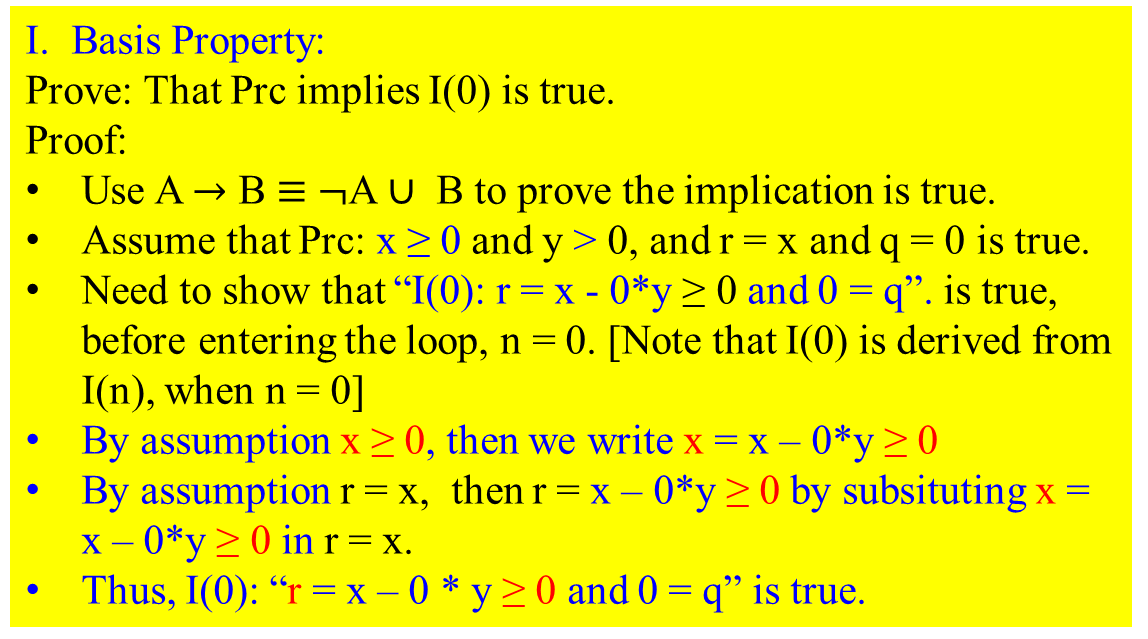 I. Basis Property:
Prove: That Prc implies I(0) is true.
Proof:
• Use A → B ≡ ¬A ∪ B to prove the implication is true.
• Assume that Prc: x ≥ 0 and y > 0, and r = x and q = 0 is true.
• Need to show that “I(0): r = x - 0*y ≥ 0 and 0 = q”. is true,
before entering the loop, n = 0. [Note that I(0) is derived from
I(n), when n = 0]
• By assumption x ≥ 0, then we write x = x – 0*y ≥ 0
• By assumption r = x, then r = x – 0*y ≥ 0 by subsituting x =
x – 0*y ≥ 0 in r = x.
• Thus, I(0): “r = x – 0 * y ≥ 0 and 0 = q” is true.